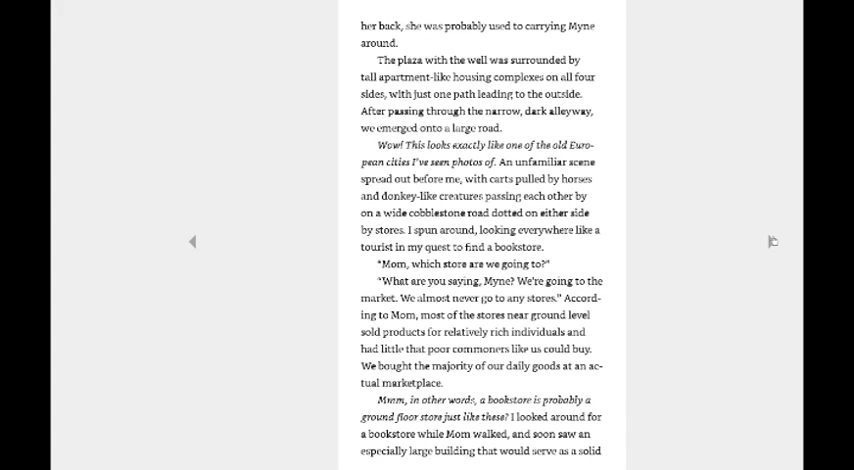 her back, she was probably used to carrying Myne
around.
The plaza with the well was surrounded by
tall apartment-like housing complexes on all four
sides, with just one path leading to the outside.
After passing through the narrow, dark alleyway,
we emerged onto a large road.
Wow! This looks exactly like one of the old Euro-
pean cities I've seen photos of. An unfamiliar scene
spread out before me, with carts pulled by horses
and donkey-like creatures passing each other by
on a wide cobblestone road dotted on either side
by stores. I spun around, looking everywhere like a
tourist in my quest to find a bookstore.
“Mom, which store are we going to?”
“What are you saying, Myne? We're going to the
market. We almost never go to any stores.” Accord-
ing to Mom, most of the stores near ground level
sold products for relatively rich individuals and
had little that poor commoners like us could buy.
We bought the majority of our daily goods at an ac-
tual marketplace.
Mmm, in other words, a bookstore is probably a
ground floor store just like these? I looked around for
a bookstore while Mom walked, and soon saw an
especially large building that would serve as a solid